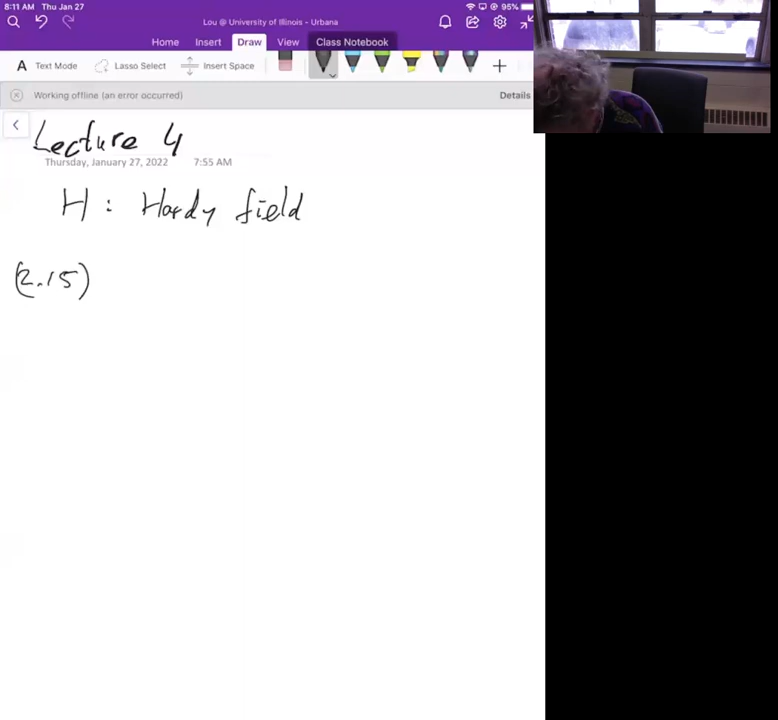 8:11 AM Thu Jan 27
95%
Lou @ University of Illinois - Urbana
Home Insert Draw View Class Notebook
A Text Mode Lasso Select Insert Space
Working offline (an error occurred) Details
Lecture 4
Thursday, January 27, 2022 7:55 AM
H : Hardy field
(2.15)